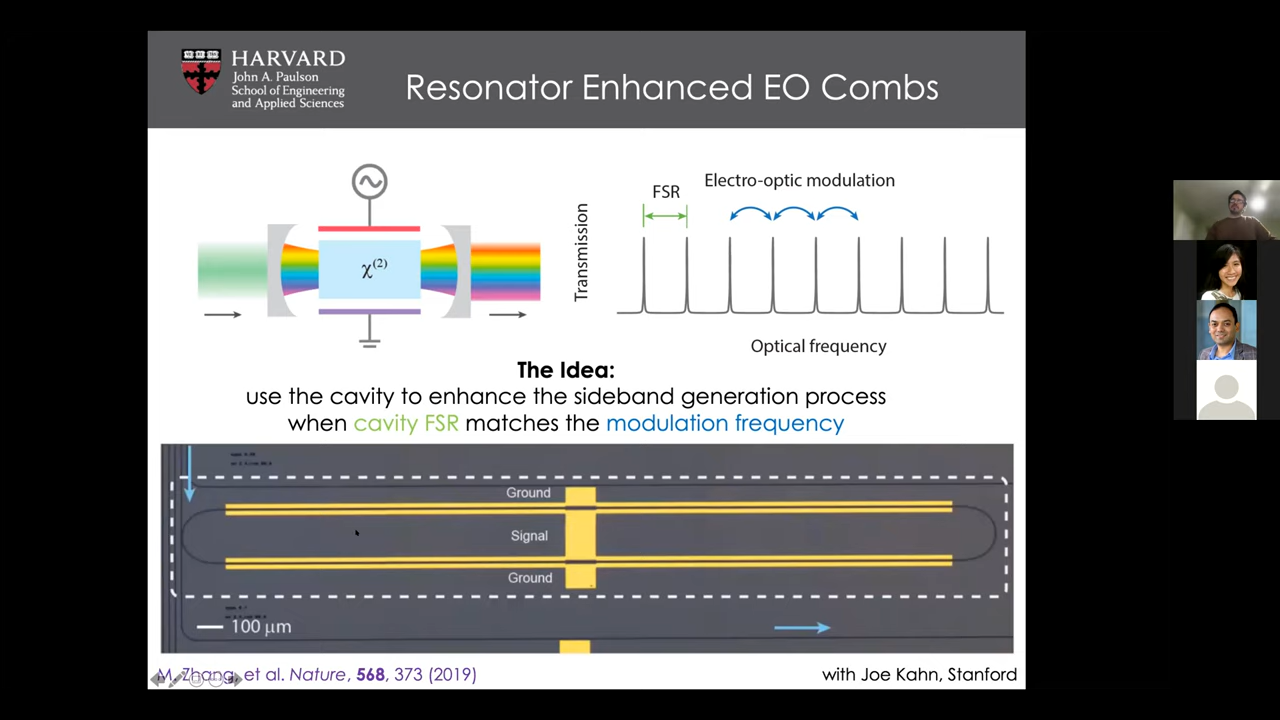 HARVARD
John A. Paulson
School of Engineering
and Applied Sciences
Resonator Enhanced EO Combs
χ(2)
FSR
Electro-optic modulation
Transmission
Optical frequency
The Idea:
use the cavity to enhance the sideband generation process
when cavity FSR matches the modulation frequency
Ground
Signal
Ground
100 μm
M. Zhang, et al. Nature, 568, 373 (2019)
with Joe Kahn, Stanford